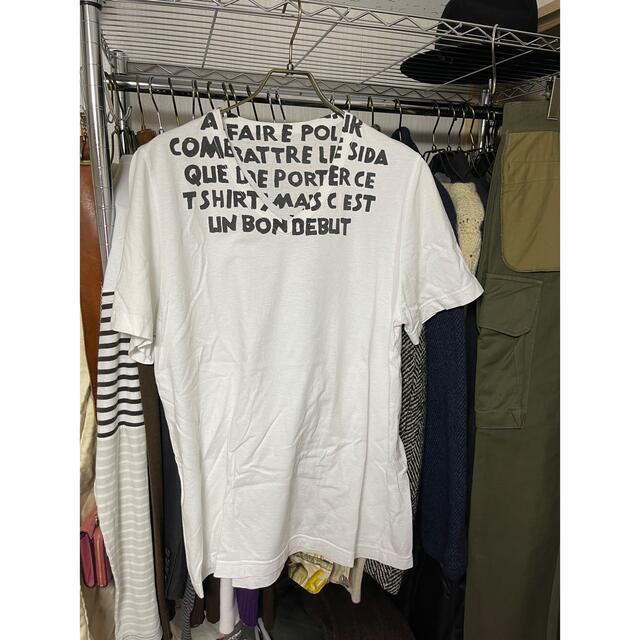 FAIRE POUR
COMBATTRE LE SIDA
QUE DE PORTER CE
T SHIRT MAIS C EST
UN BON DEBUT